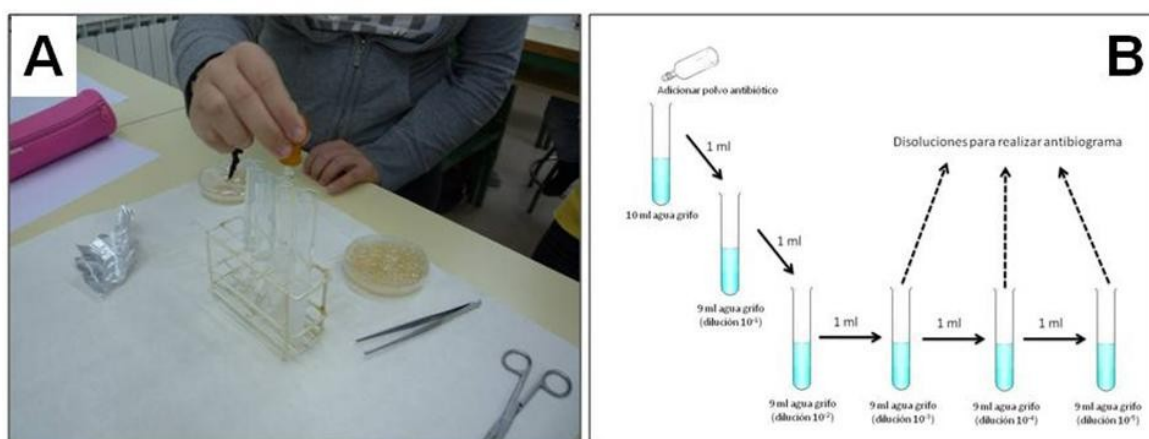 A
B
Adicionar polvo antibiótico
1 ml
Disoluciones para realizar antibiograma
10 ml agua grifo
1 ml
9 ml agua grifo
(dilución 10⁻¹)
1 ml
1 ml
1 ml
9 ml agua grifo
(dilución 10⁻²)
9 ml agua grifo
(dilución 10⁻³)
9 ml agua grifo
(dilución 10⁻⁴)
9 ml agua grifo
(dilución 10⁻⁵)